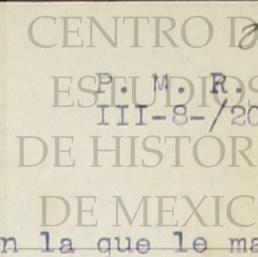 CENTRO D
ESTUDIOS
P. M. R.
III-8-/20
DE HISTOR
DE MEXIC
n la que le ma